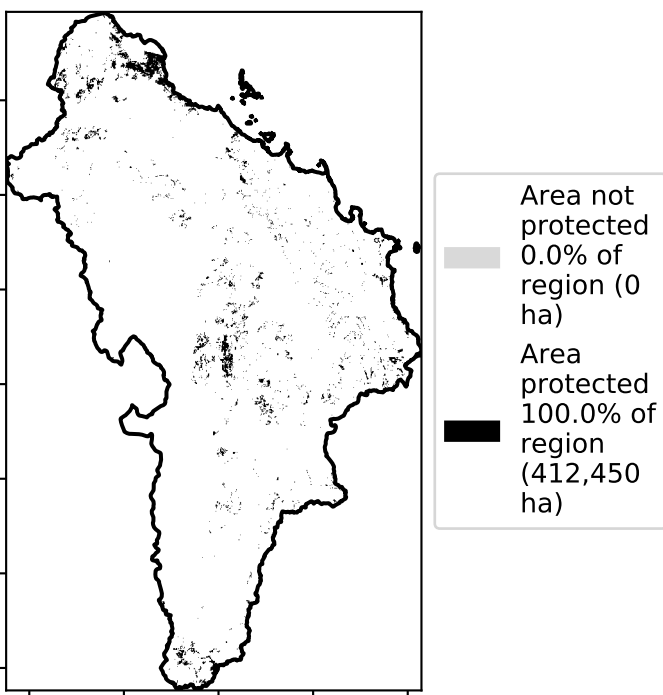 Area not
protected
0.0% of
region (0
ha)
Area
protected
100.0% of
region
(412,450
ha)